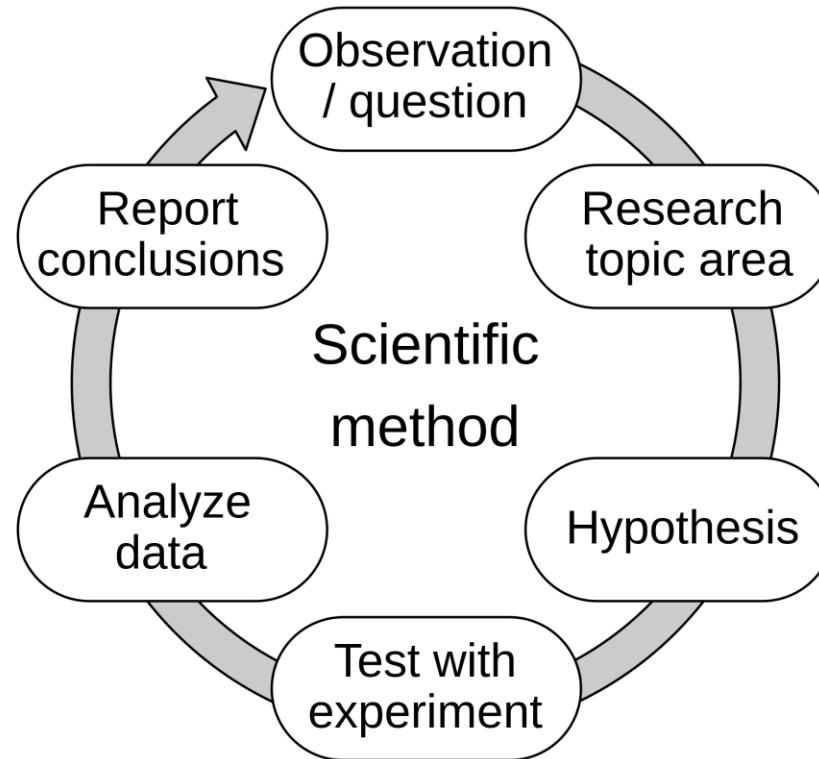 Observation
/ question
Research
topic area
Hypothesis
Test with
experiment
Analyze
data
Report
conclusions
Scientific
method